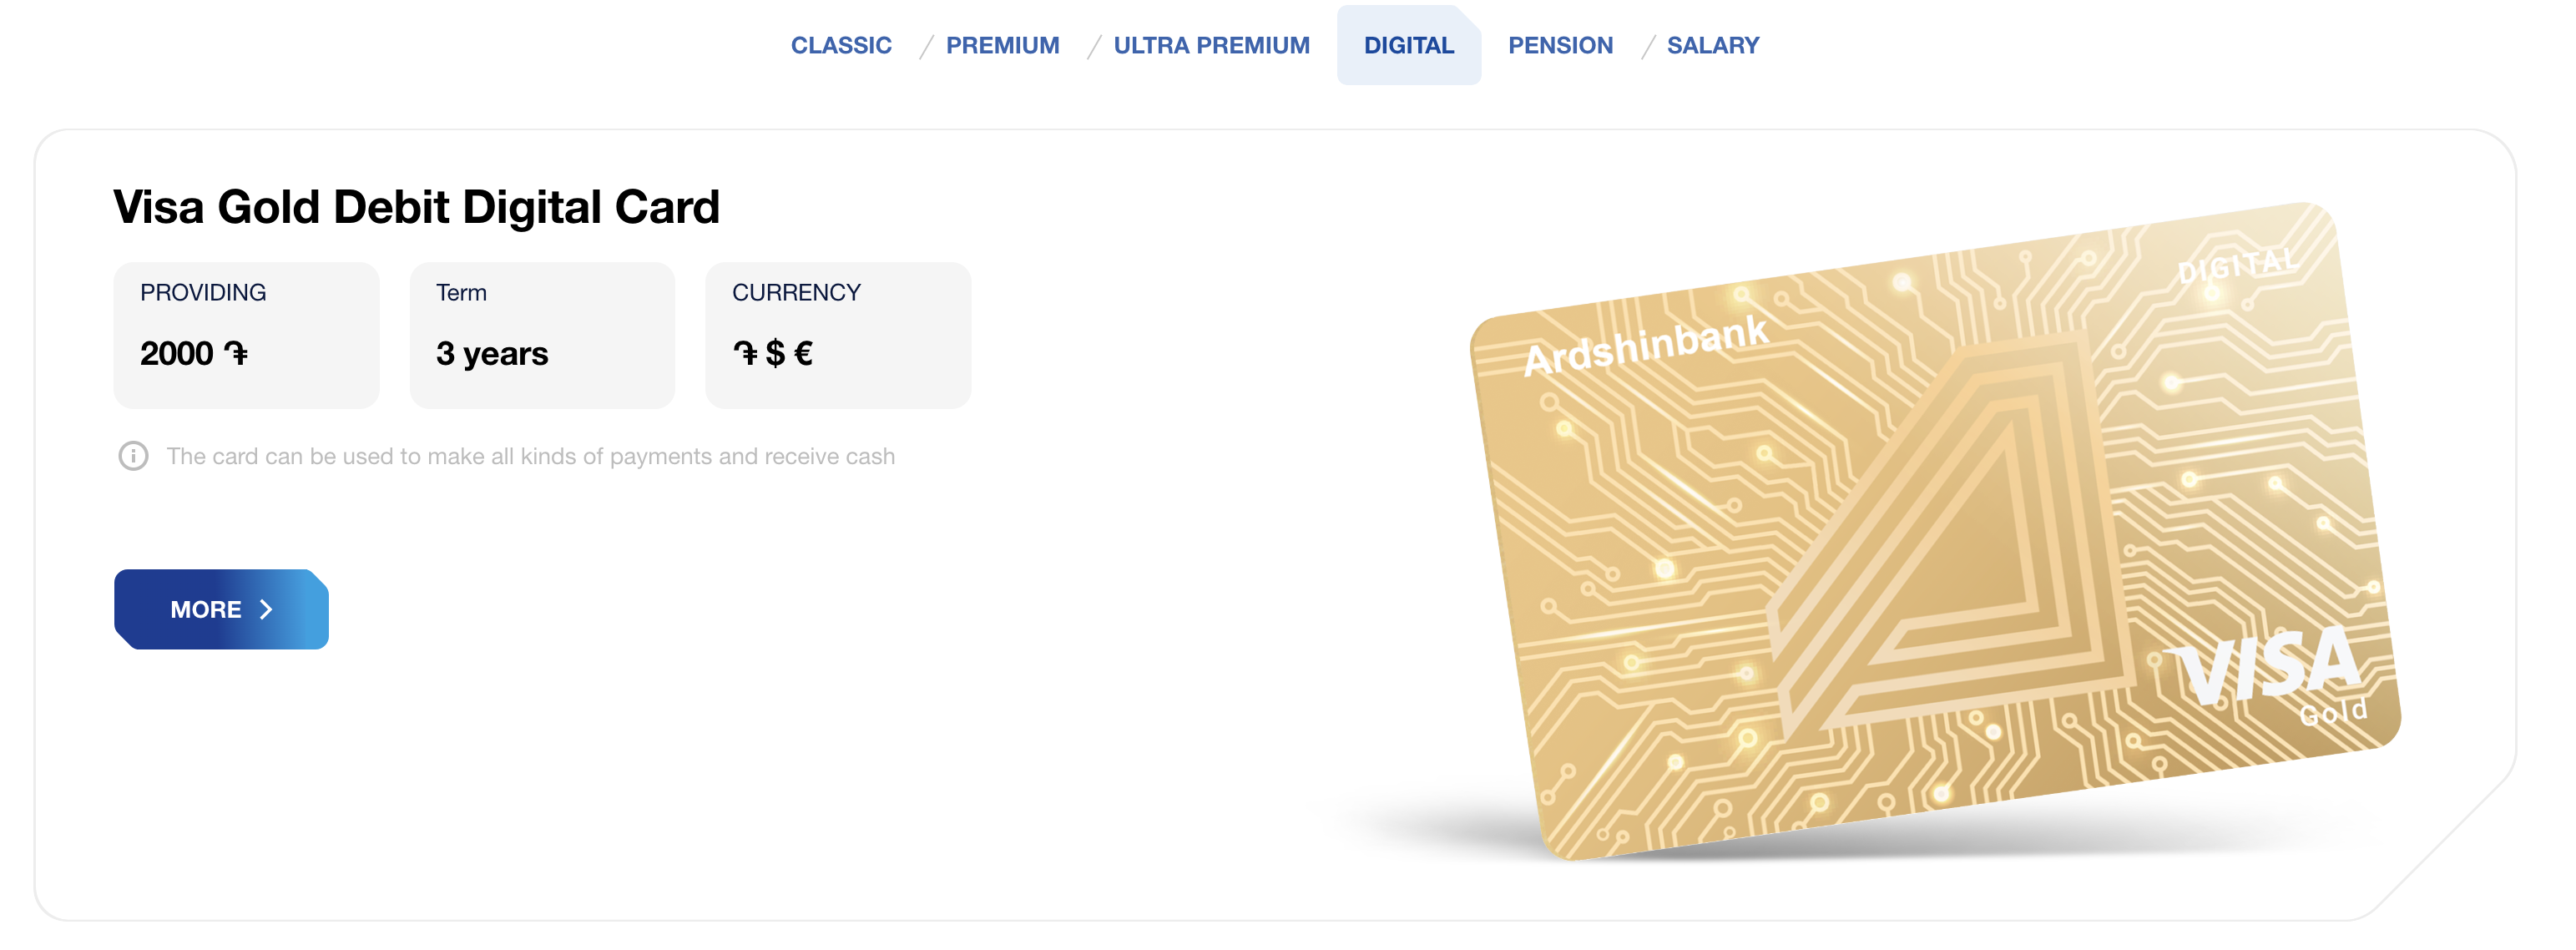 CLASSIC / PREMIUM / ULTRA PREMIUM DIGITAL PENSION / SALARY
Visa Gold Debit Digital Card
PROVIDING Term CURRENCY
2000 ֏ 3 years ֏ $ €
The card can be used to make all kinds of payments and receive cash
MORE
Ardshinbank
DIGITAL
VISA
Gold